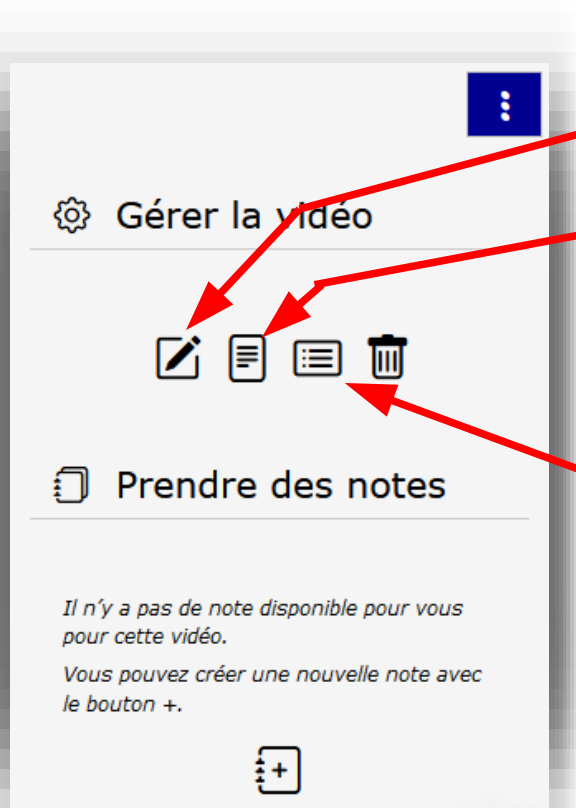 Gérer la vidéo
Prendre des notes
Il n'y a pas de note disponible pour vous
pour cette vidéo.
Vous pouvez créer une nouvelle note avec
le bouton +.